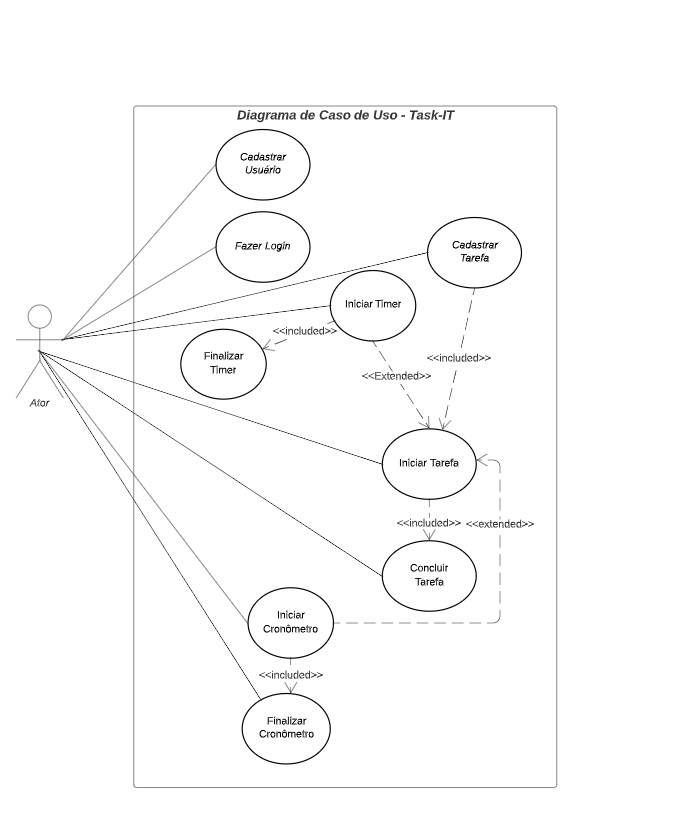 Diagrama de Caso de Uso - Task-IT
Cadastrar
Usuário
Fazer Login
Cadastrar
Tarefa
Iniciar Timer
<<included>>
Finalizar
Timer
<<included>>
<<Extended>>
Ator
Iniciar Tarefa
<<included>>
<<extended>>
Concluir
Tarefa
Iniciar
Cronômetro
<<included>>
Finalizar
Cronômetro